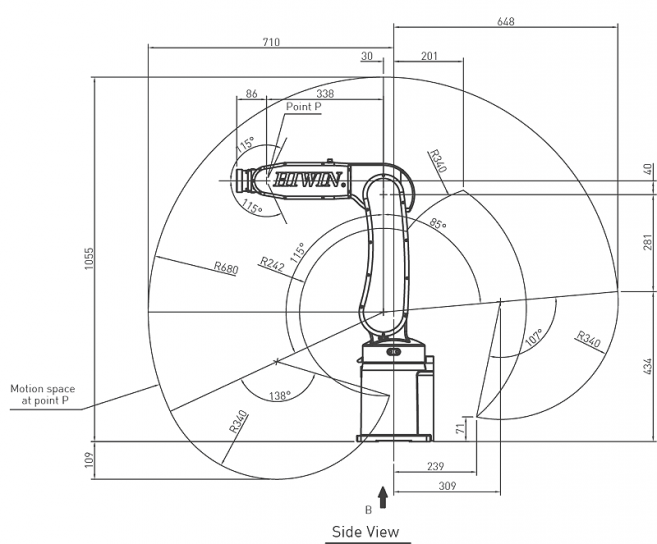 648
710
30
201
86
338
Point P
115°
R340
40
HIWIN
115°
85°
281
115°
R242
R680
1055
107°
R340
434
Motion space
at point P
138°
R340
71
109
239
309
B
Side View